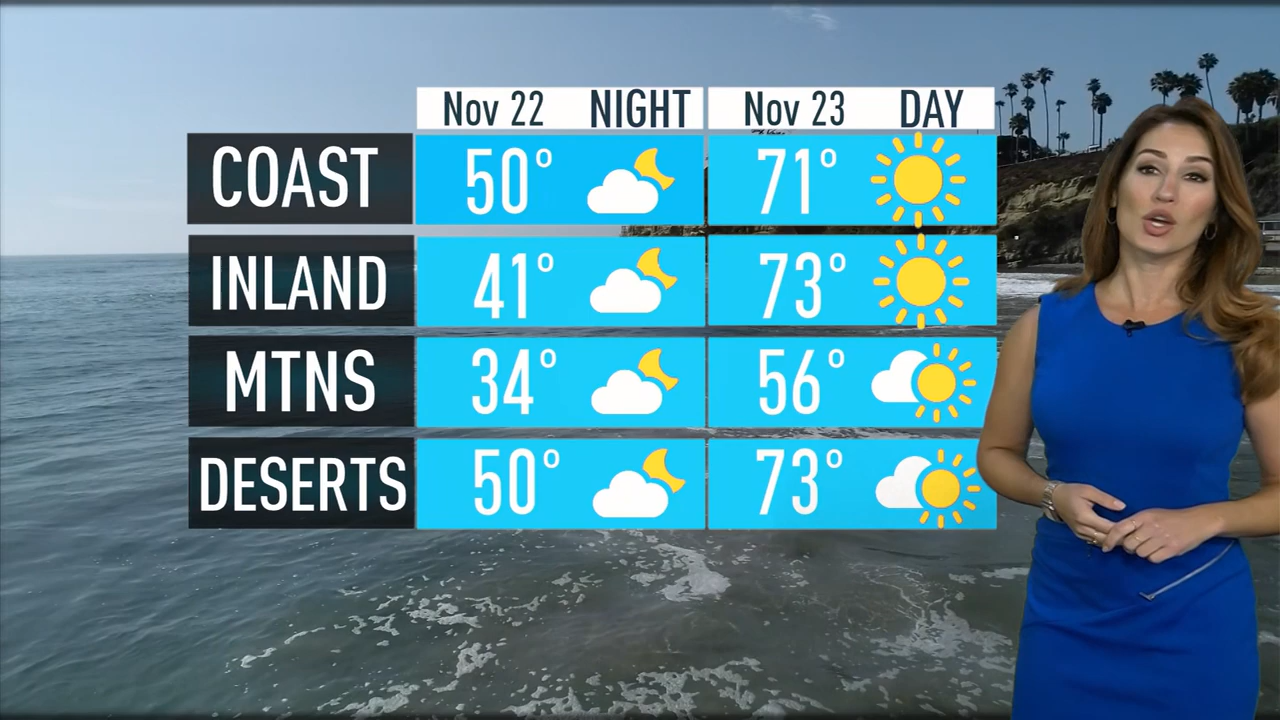 Nov 22 NIGHT Nov 23 DAY
COAST 50° 71°
INLAND 41° 73°
MTNS 34° 56°
DESERTS 50° 73°